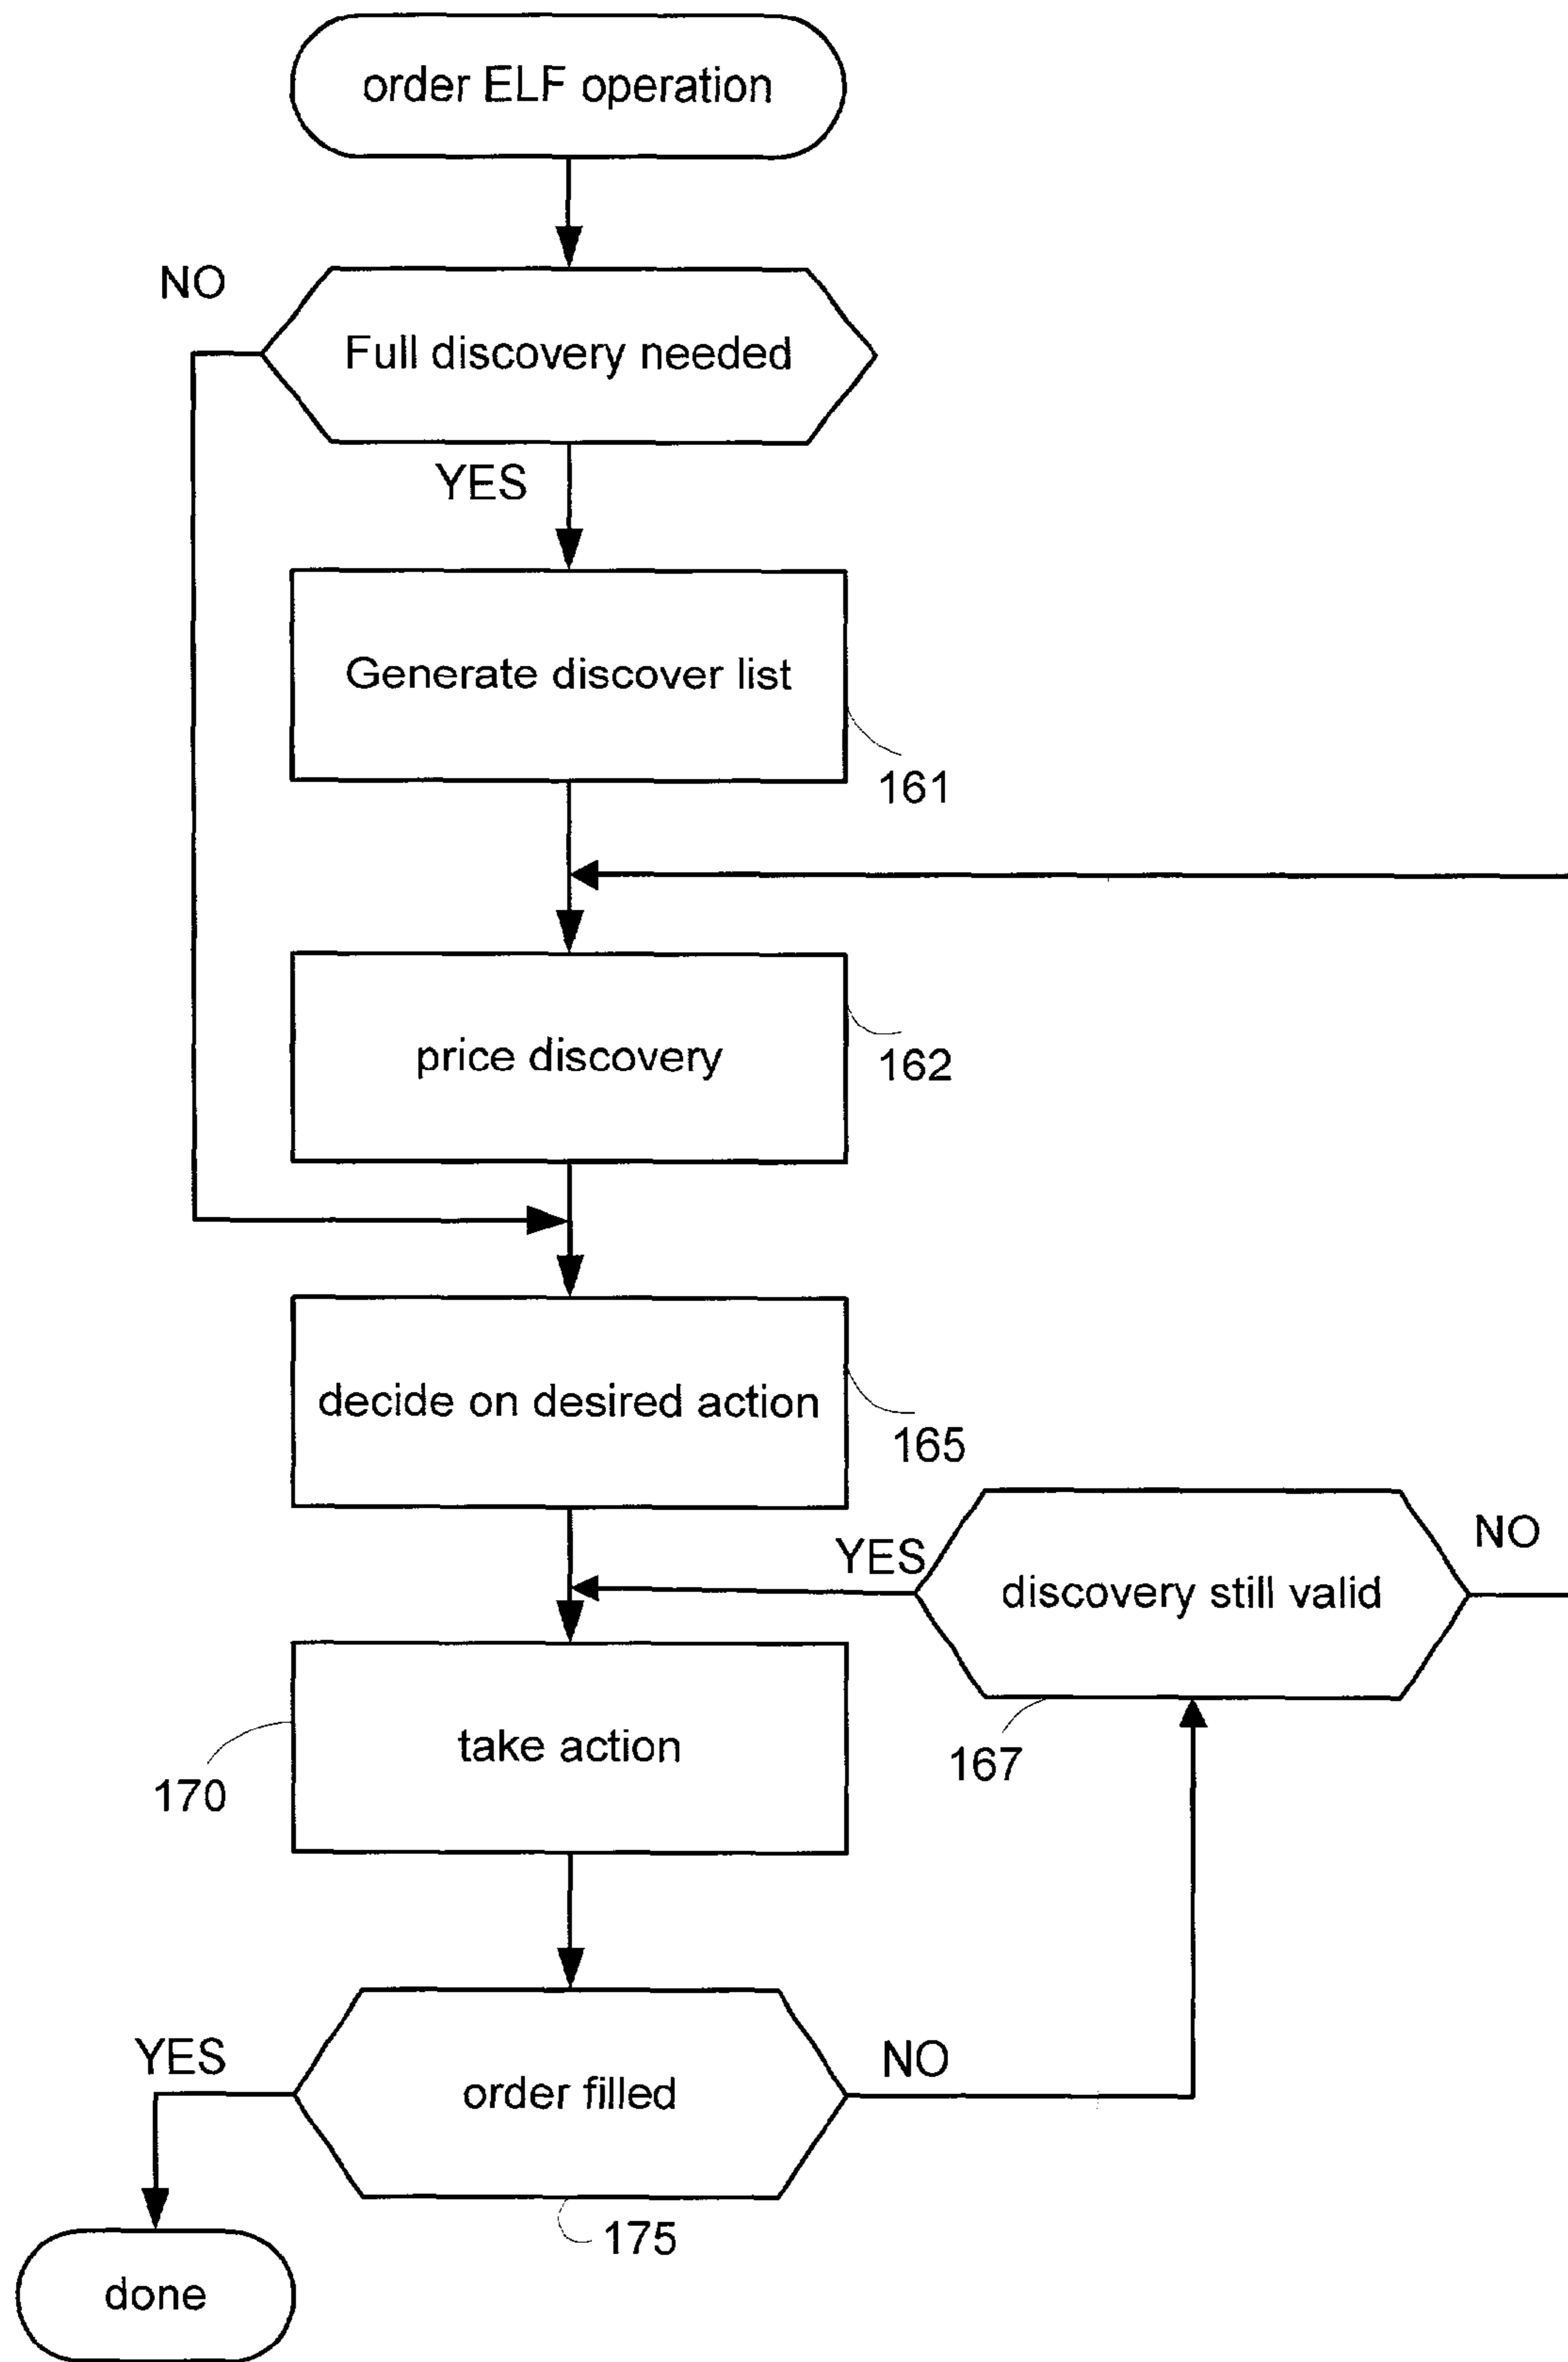 order ELF operation
NO
Full discovery needed
YES
Generate discover list
161
price discovery
162
decide on desired action
165
YES
NO
discovery still valid
take action
167
170
YES
NO
order filled
175
done